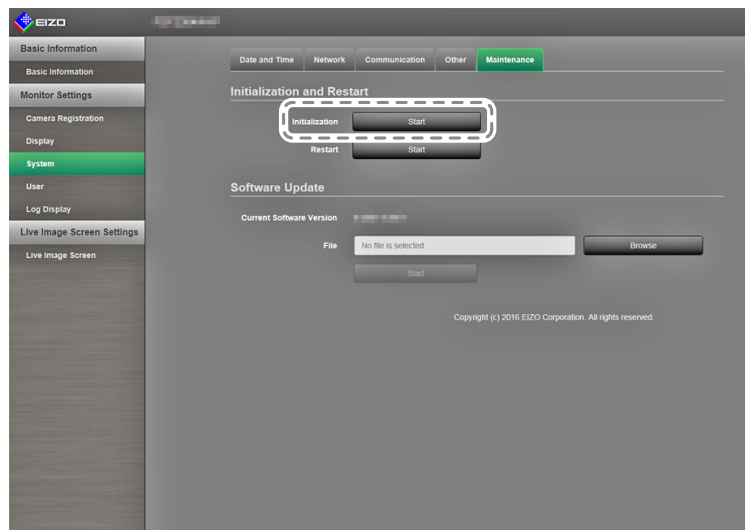 EIZO
Basic Information
Basic Information
Monitor Settings
Camera Registration
Display
System
User
Log Display
Live Image Screen Settings
Live Image Screen
Date and Time Network Communication Other Maintenance
Initialization and Restart
Initialization Start
Restart Start
Software Update
Current Software Version
File No file is selected Browse
Start
Copyright (c) 2016 EIZO Corporation. All rights reserved.